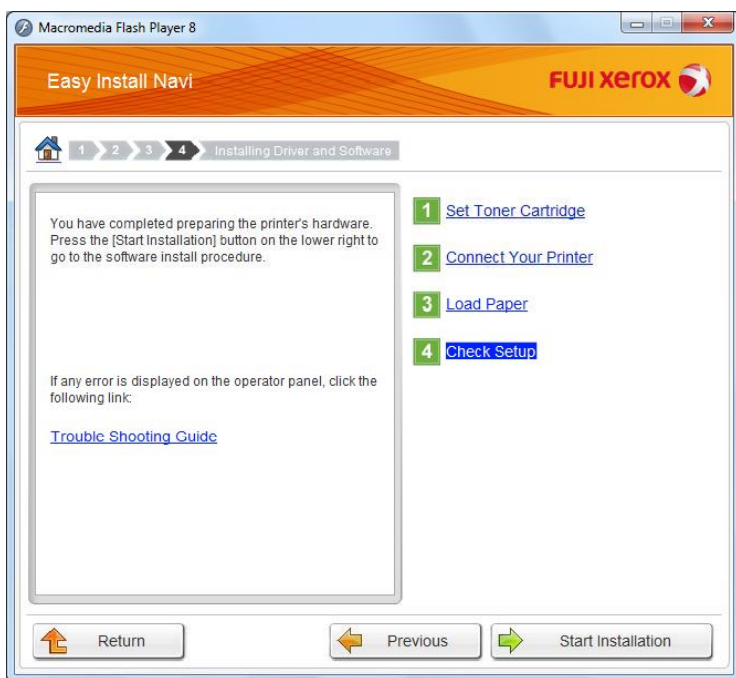 Macromedia Flash Player 8
Easy Install Navi
FUJI xerox
1 2 3 4 Installing Driver and Software
You have completed preparing the printer's hardware.
Press the [Start Installation] button on the lower right to
go to the software install procedure.
If any error is displayed on the operator panel, click the
following link:
Trouble Shooting Guide
1 Set Toner Cartridge
2 Connect Your Printer
3 Load Paper
4 Check Setup
Return
Previous
Start Installation